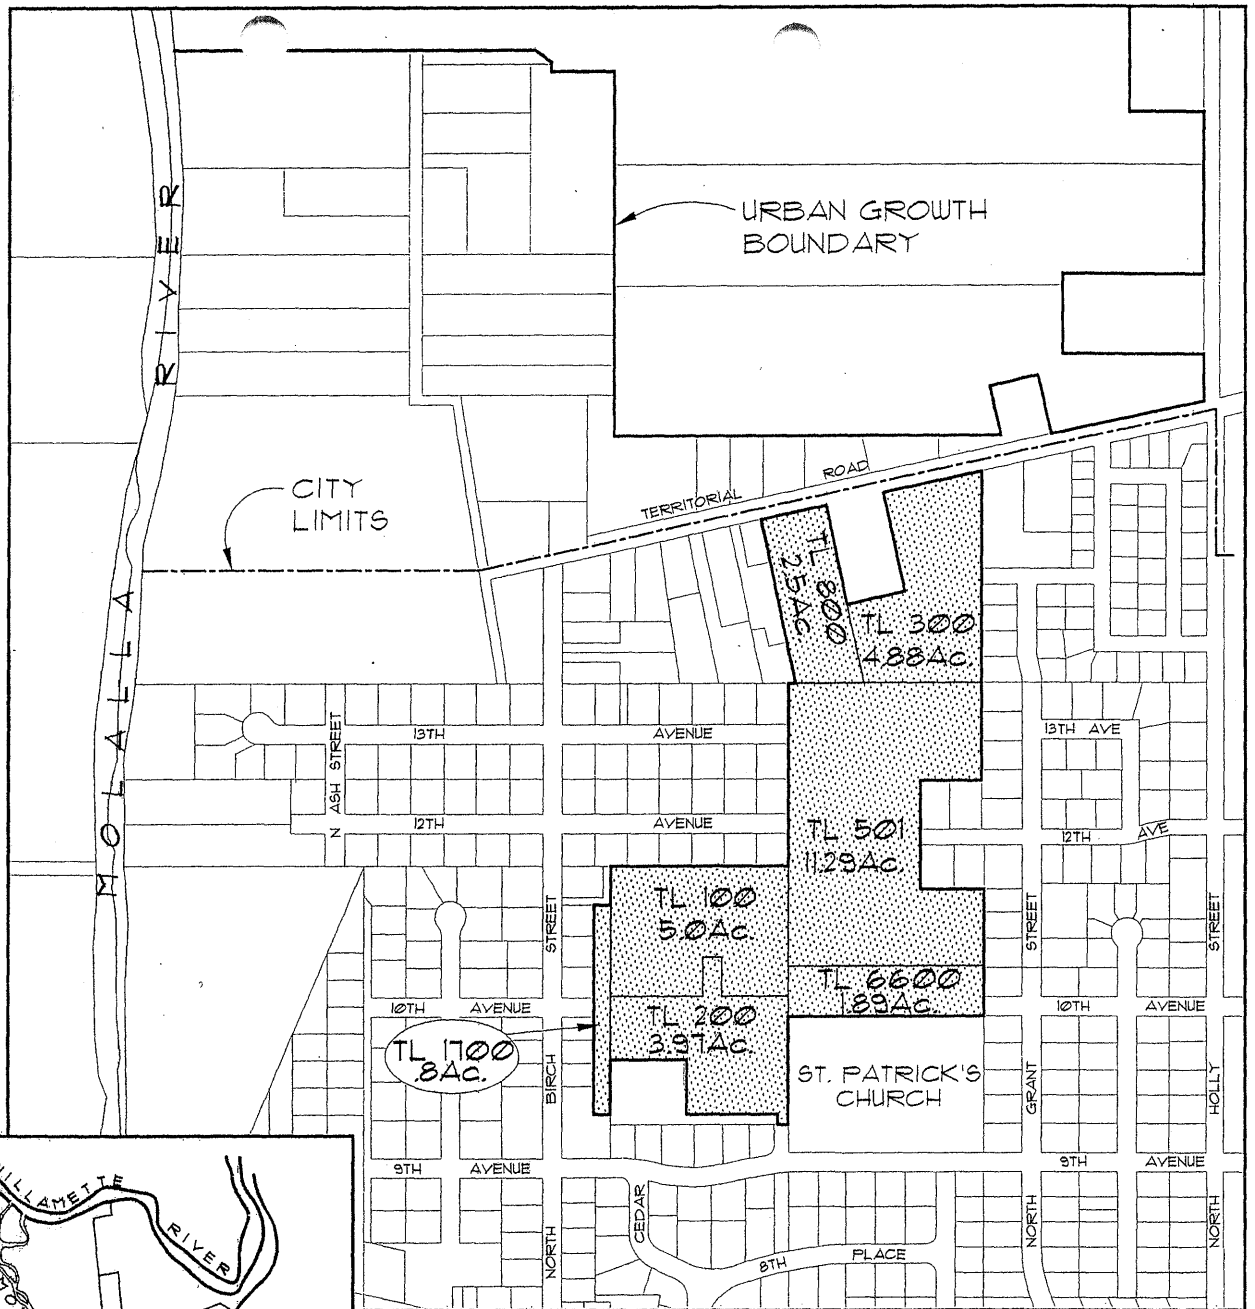 URBAN GROWTH
BOUNDARY
RIVER
CITY
LIMITS
TERRITORIAL
ROAD
TL 800
2.5Ac.
TL 300
4.88Ac.
MOLALLA
N ASH STREET
13TH
AVENUE
13TH AVE
12TH
AVENUE
TL 501
11.29Ac.
12TH
AVE
TL 100
5.0Ac.
STREET
STREET
STREET
TL 6600
1.89Ac.
10TH
AVENUE
10TH
AVENUE
TL 200
3.97Ac.
TL 1700
.8Ac.
BIRCH
ST. PATRICK'S
CHURCH
GRANT
HOLLY
9TH
AVENUE
9TH
AVENUE
CEDAR
NORTH
NORTH
NORTH
8TH
PLACE
ILLAMETTE
RIVER
MO